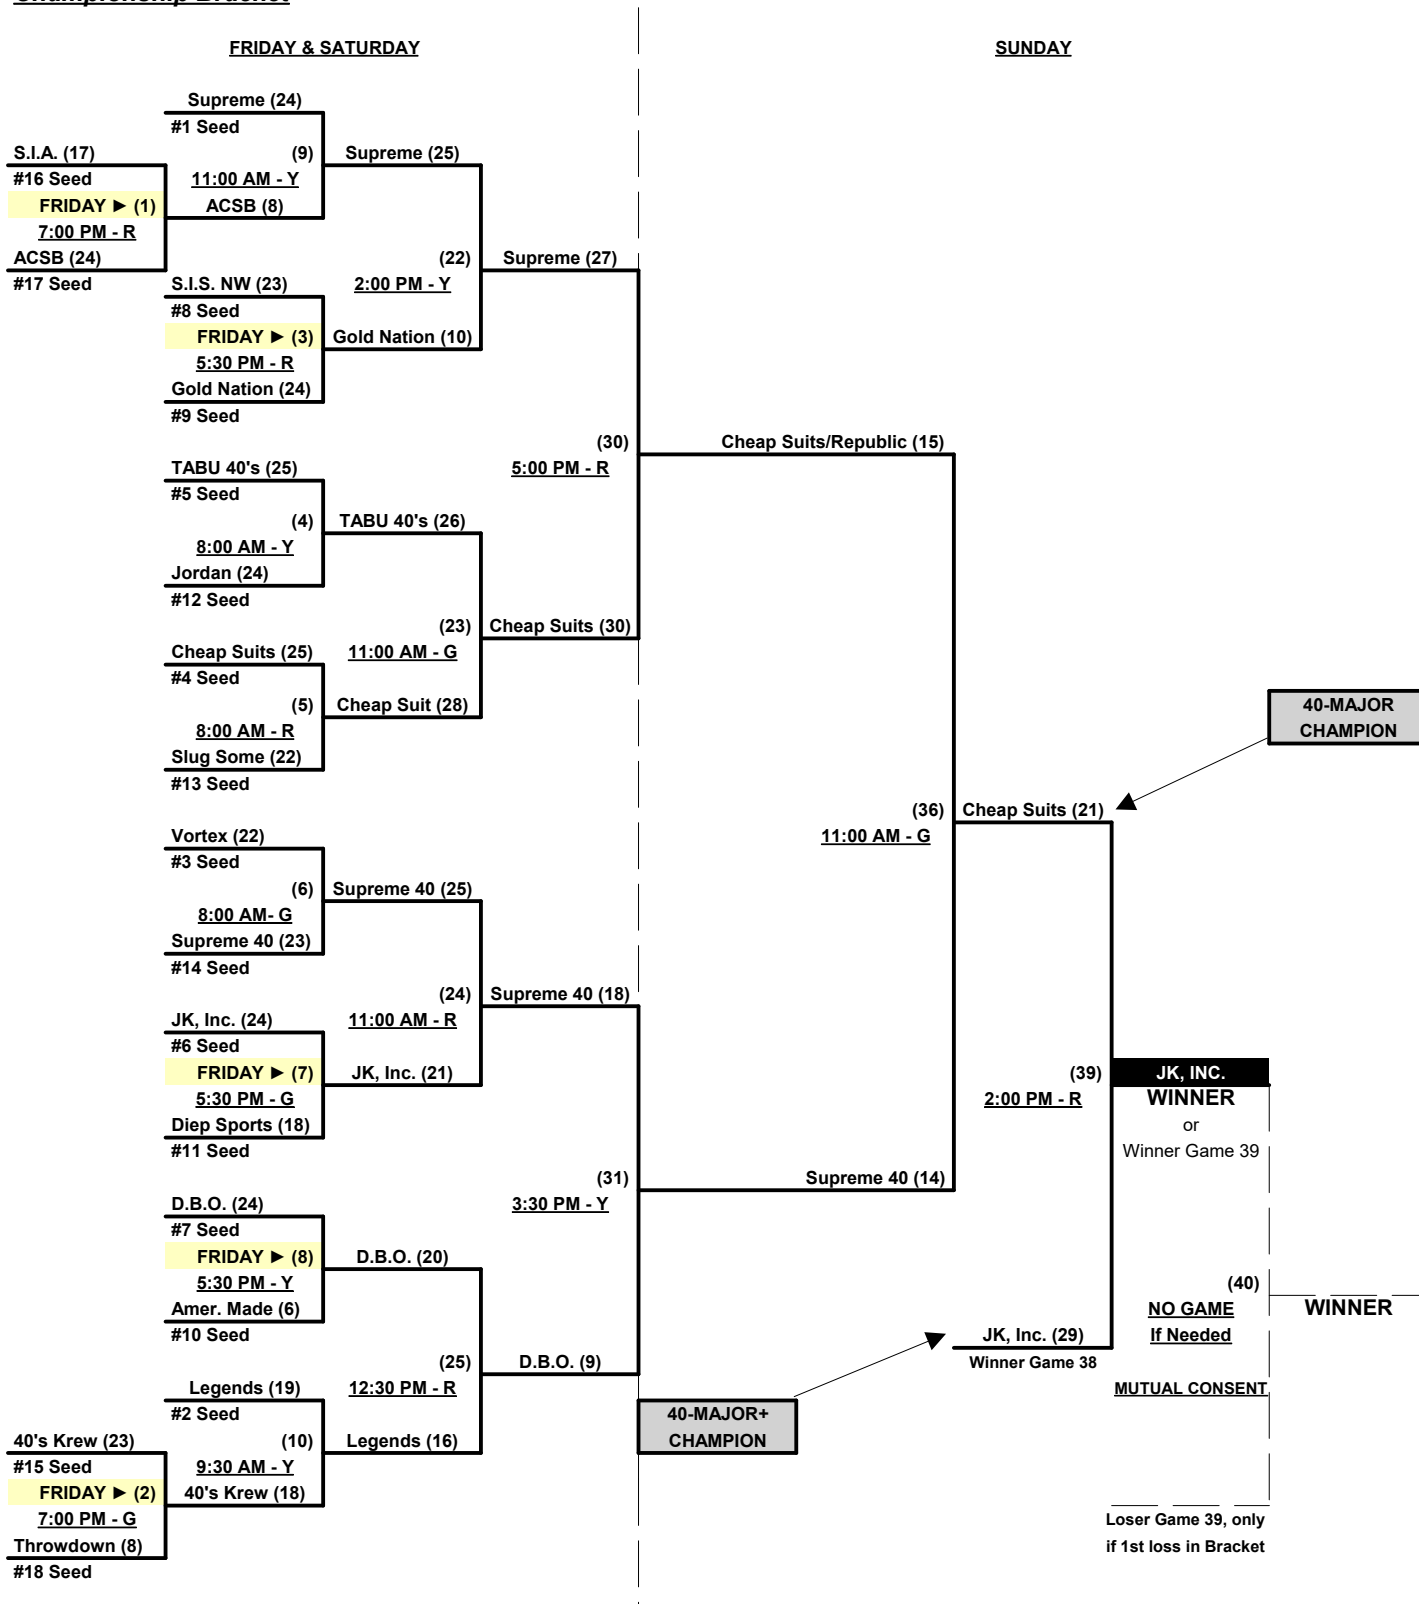 Championship Bracket
FRIDAY & SATURDAY
SUNDAY
Supreme (24)
#1 Seed
S.I.A. (17)
(9)
Supreme (25)
#16 Seed
11:00 AM - Y
FRIDAY ► (1)
ACSB (8)
7:00 PM - R
ACSB (24)
(22)
Supreme (27)
#17 Seed
S.I.S. NW (23)
2:00 PM - Y
#8 Seed
FRIDAY ► (3)
Gold Nation (10)
5:30 PM - R
Gold Nation (24)
#9 Seed
(30)
Cheap Suits/Republic (15)
TABU 40's (25)
5:00 PM - R
#5 Seed
(4)
TABU 40's (26)
8:00 AM - Y
Jordan (24)
#12 Seed
(23)
Cheap Suits (30)
Cheap Suits (25)
11:00 AM - G
#4 Seed
(5)
Cheap Suit (28)
40-MAJOR
CHAMPION
8:00 AM - R
Slug Some (22)
#13 Seed
(36)
Cheap Suits (21)
Vortex (22)
11:00 AM - G
#3 Seed
(6)
Supreme 40 (25)
8:00 AM- G
Supreme 40 (23)
#14 Seed
(24)
Supreme 40 (18)
JK, Inc. (24)
11:00 AM - R
#6 Seed
FRIDAY ► (7)
JK, Inc. (21)
(39)
JK, INC.
5:30 PM - G
2:00 PM - R
WINNER
Diep Sports (18)
or
#11 Seed
Winner Game 39
(31)
Supreme 40 (14)
D.B.O. (24)
3:30 PM - Y
#7 Seed
FRIDAY ► (8)
D.B.O. (20)
5:30 PM - Y
(40)
Amer. Made (6)
NO GAME
WINNER
#10 Seed
JK, Inc. (29)
If Needed
(25)
D.B.O. (9)
Winner Game 38
Legends (19)
12:30 PM - R
MUTUAL CONSENT
#2 Seed
40-MAJOR+
CHAMPION
40's Krew (23)
(10)
Legends (16)
#15 Seed
9:30 AM - Y
FRIDAY ► (2)
40's Krew (18)
7:00 PM - G
Loser Game 39, only
Throwdown (8)
if 1st loss in Bracket
#18 Seed